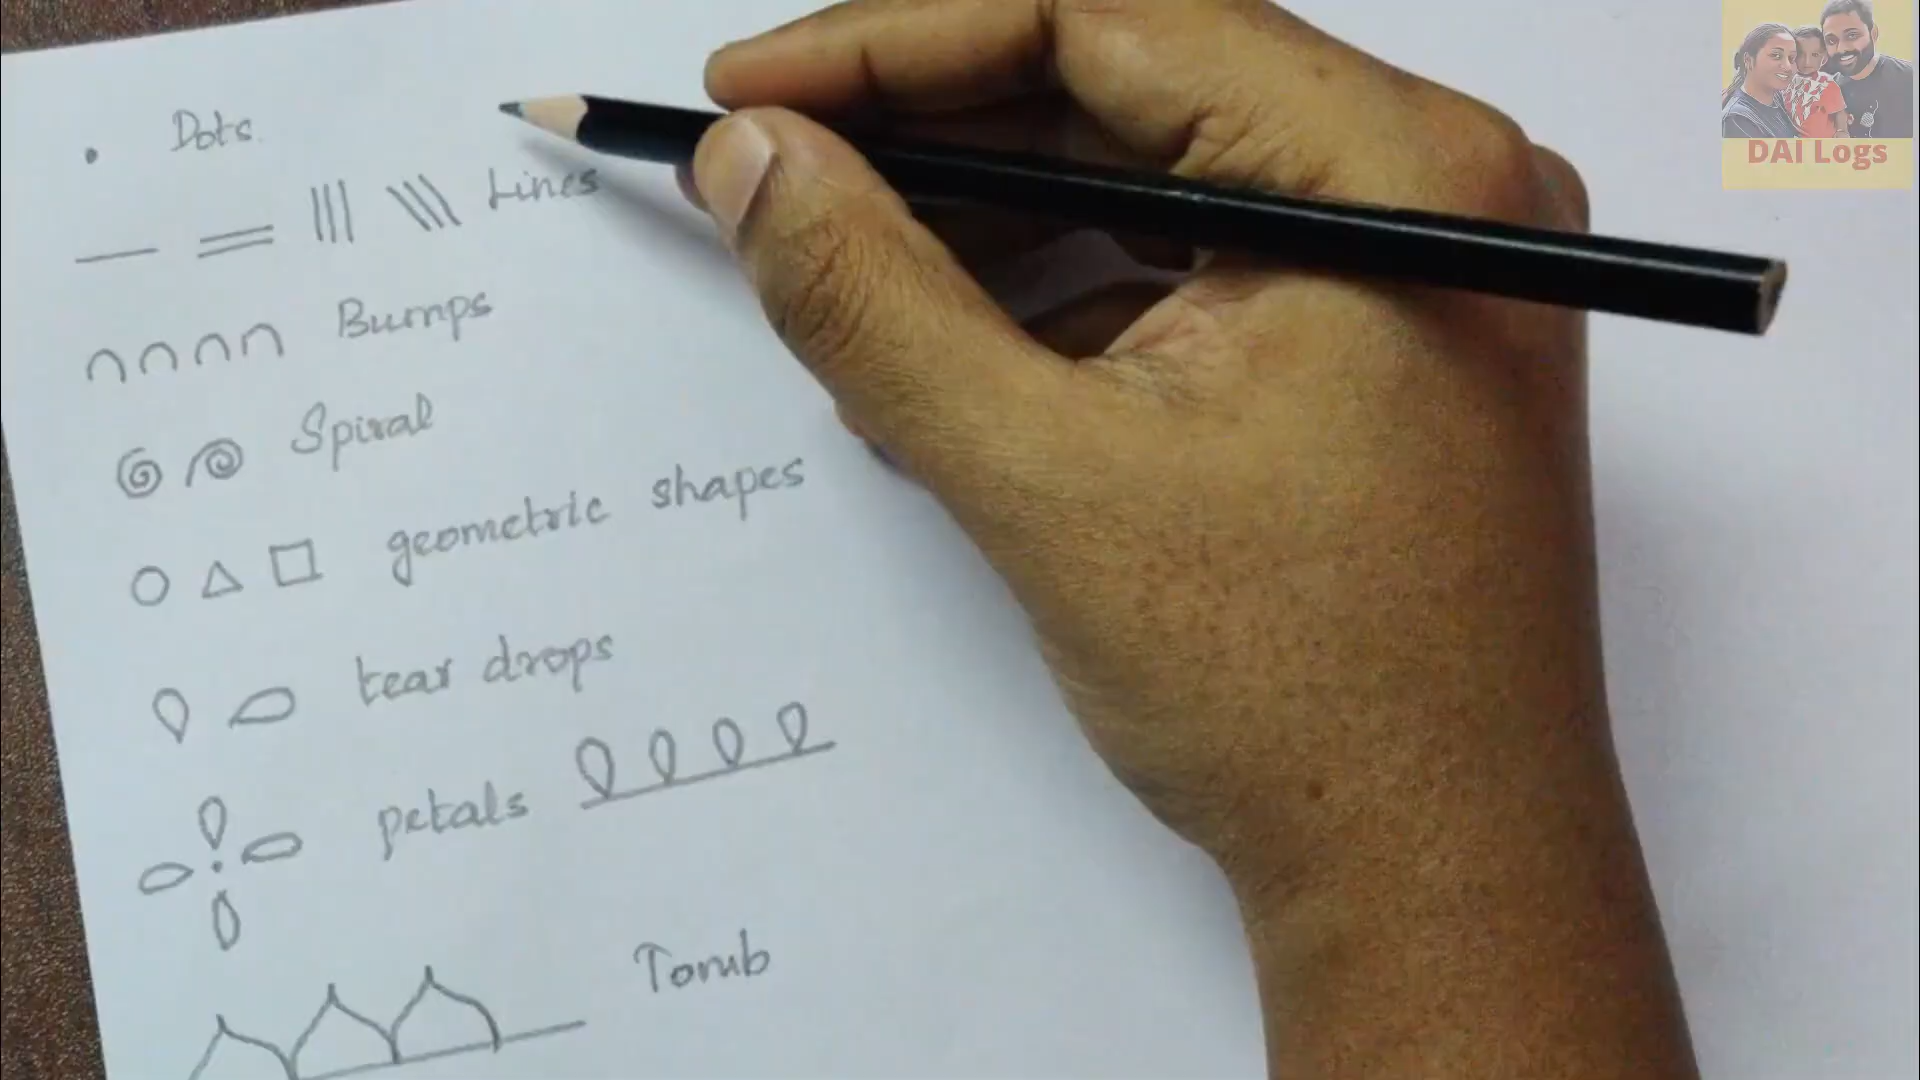 Dots.
Lines
Bumps
Spiral
geometric shapes
tear drops
petals
Tomb
DAI Logs